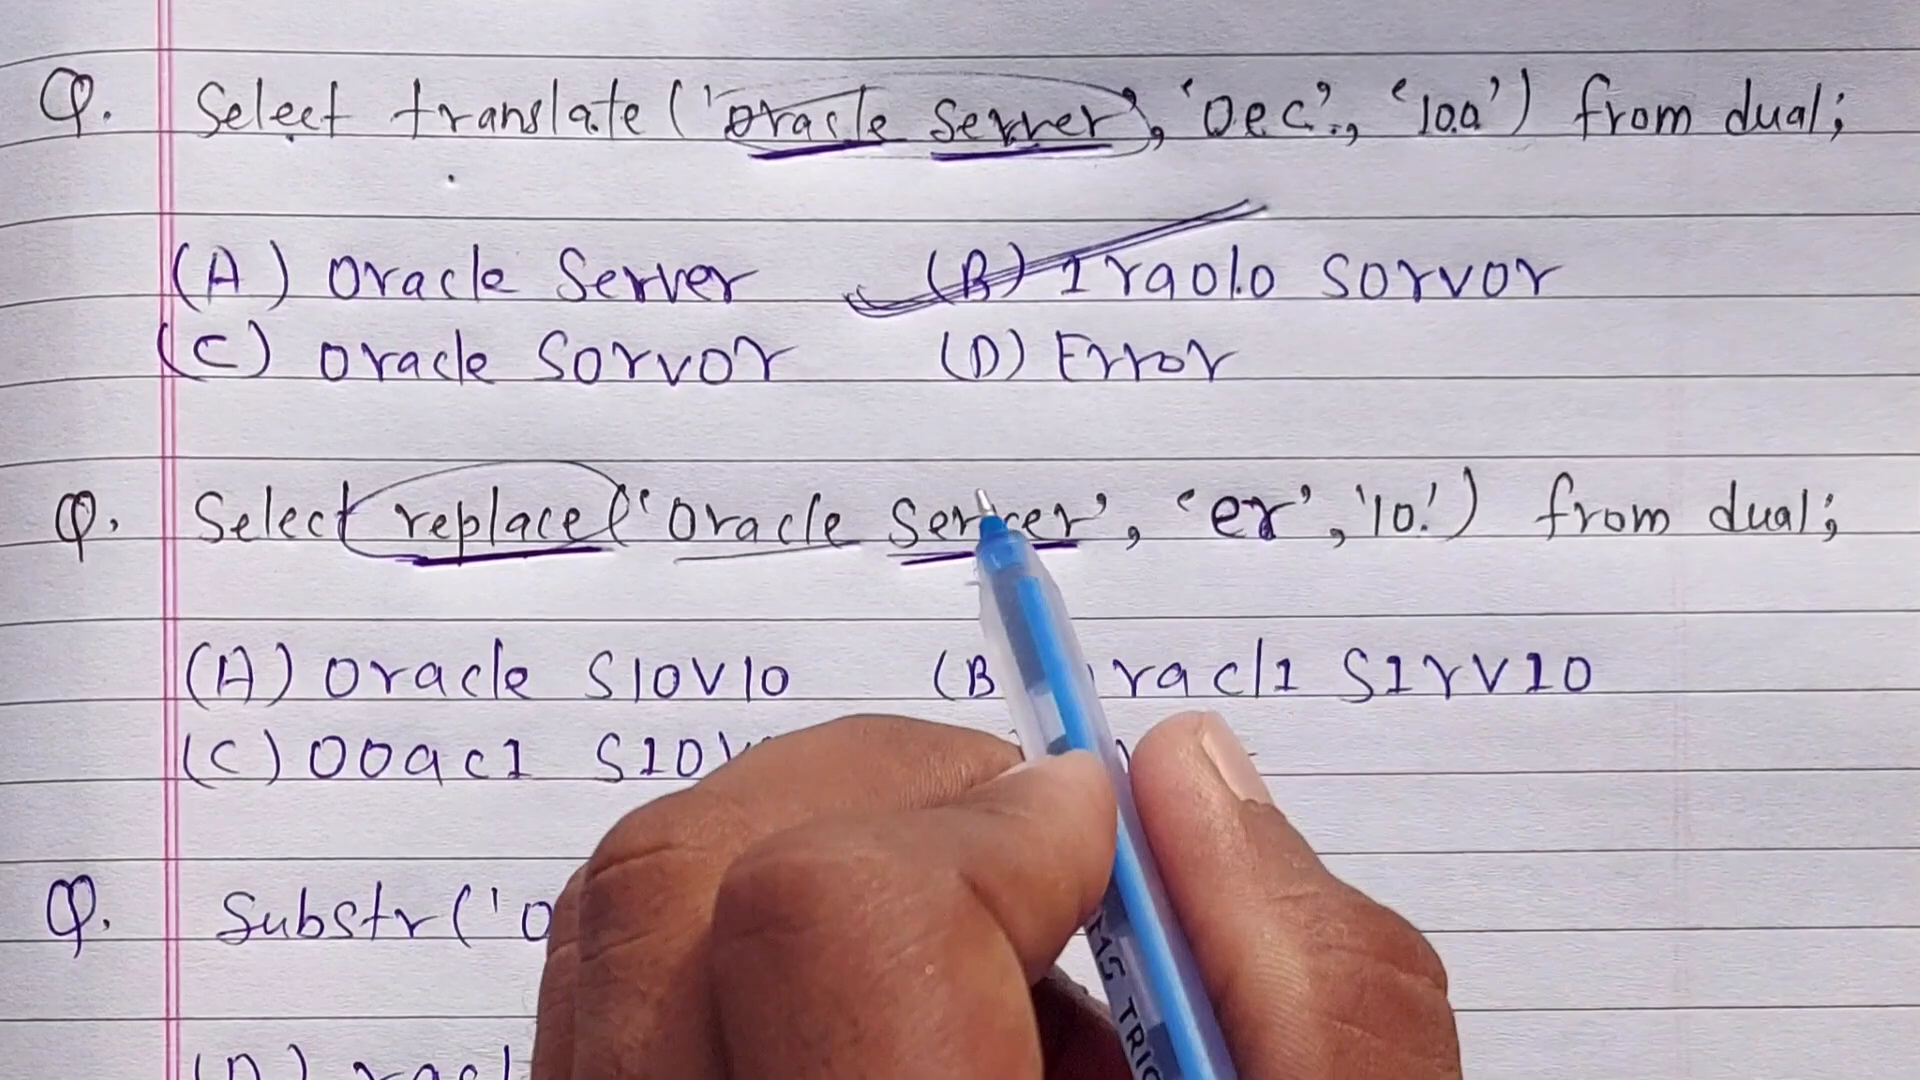 Q. Select translate ('oracle server', 'oec', '10a') from dual;
(A) oracle server (B) 1rao1.o sorvor
(C) oracle sorvor (D) Error
Q. Select replace ('oracle server', 'er', '10') from dual;
(A) oracle s10v10 (B racl1 s1rv10
(C) 00ac1 S10
Q. Substr('o